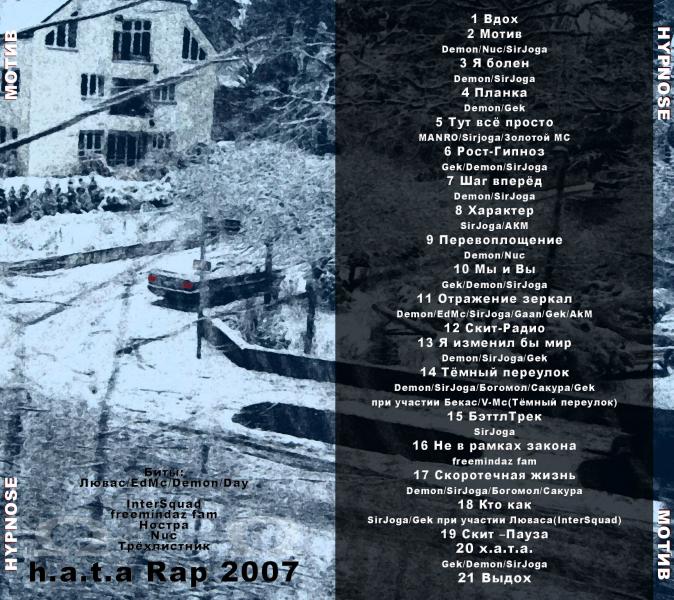 МОТИВ
HYPNOSE
Биты:
Лювас/EdMc/Demon/Day
InterSquad
freemindaz fam
Ностра
Nuc
Трёхлистник
h.a.t.a Rap 2007
1 Вдох
2 Мотив
Demon/Nuc/SirJoga
3 Я болен
Demon/SirJoga
4 Планка
Demon/Gek
5 Тут всё просто
MANRO/Sirjoga/Золотой МС
6 Рост-Гипноз
Gek/Demon/SirJoga
7 Шаг вперёд
Demon/SirJoga
8 Характер
SirJoga/АКМ
9 Перевоплощение
Demon/Nuc
10 Мы и Вы
Gek/Demon/SirJoga
11 Отражение зеркал
Demon/EdMc/SirJoga/Gaan/Gek/AkM
12 Скит-Радио
13 Я изменил бы мир
Demon/SirJoga/Gek
14 Тёмный переулок
Demon/SirJoga/Богомол/Сакура/Gek
при участии Бекас/V-Mc(Тёмный переулок)
15 БэттлТрек
SirJoga
16 Не в рамках закона
freemindaz fam
17 Скоротечная жизнь
Demon/SirJoga/Богомол/Сакура
18 Кто как
SirJoga/Gek при участии Люваса(InterSquad)
19 Скит –Пауза
20 х.а.т.а.
Gek/Demon/SirJoga
21 Выдох
HYPNOSE
МОТИВ